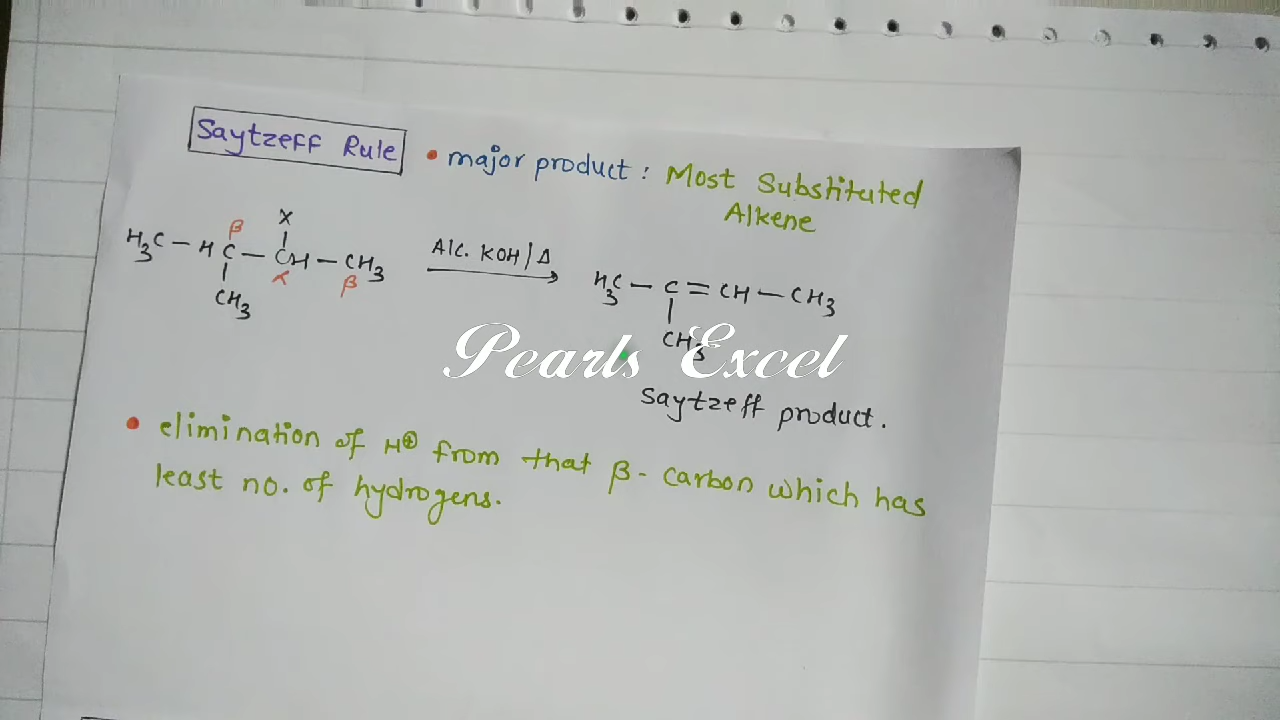 Saytzeff Rule • major product : Most Substituted
Alkene
β X
H₃C – HC – CH – CH₃ Alc. KOH/Δ H₃C – C = CH – CH₃
α β
CH₃ CH₃
Pearls Excel
Saytzeff product.
• elimination of H⊕ from that β- carbon which has
least no. of hydrogens.